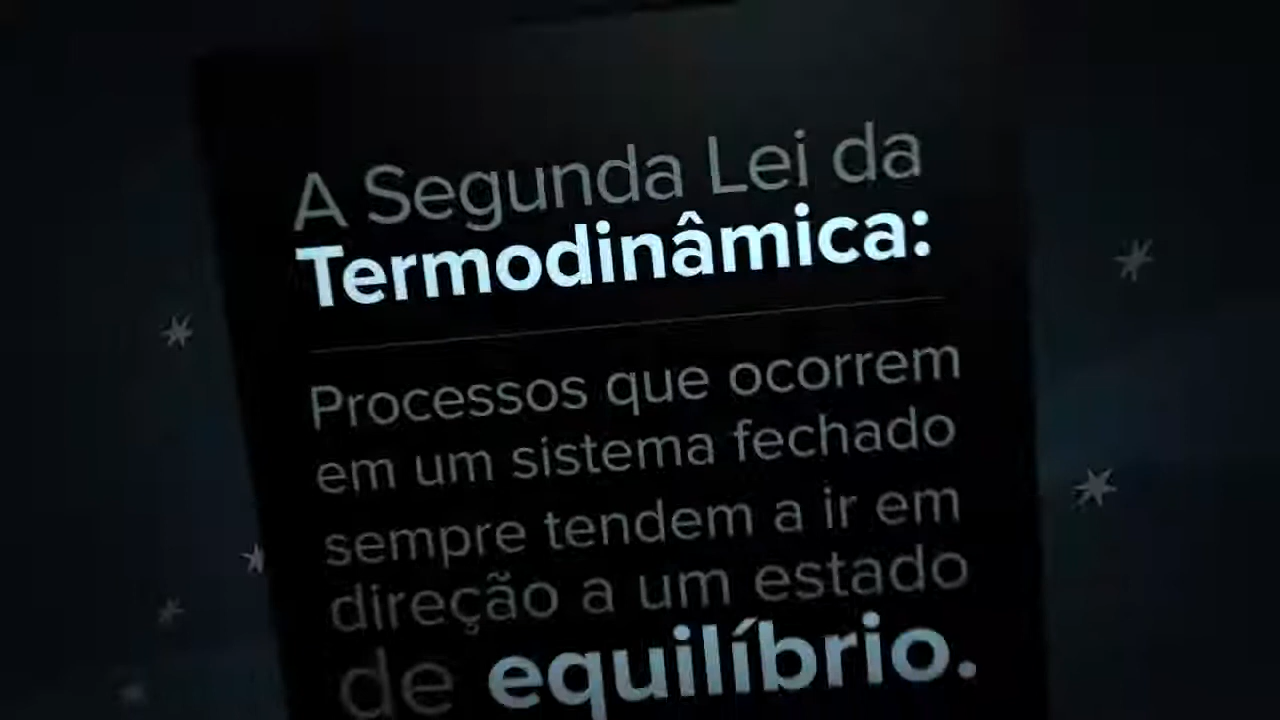 A Segunda Lei da
Termodinâmica:
Processos que ocorrem
em um sistema fechado
sempre tendem a ir em
direção a um estado
de equilíbrio.